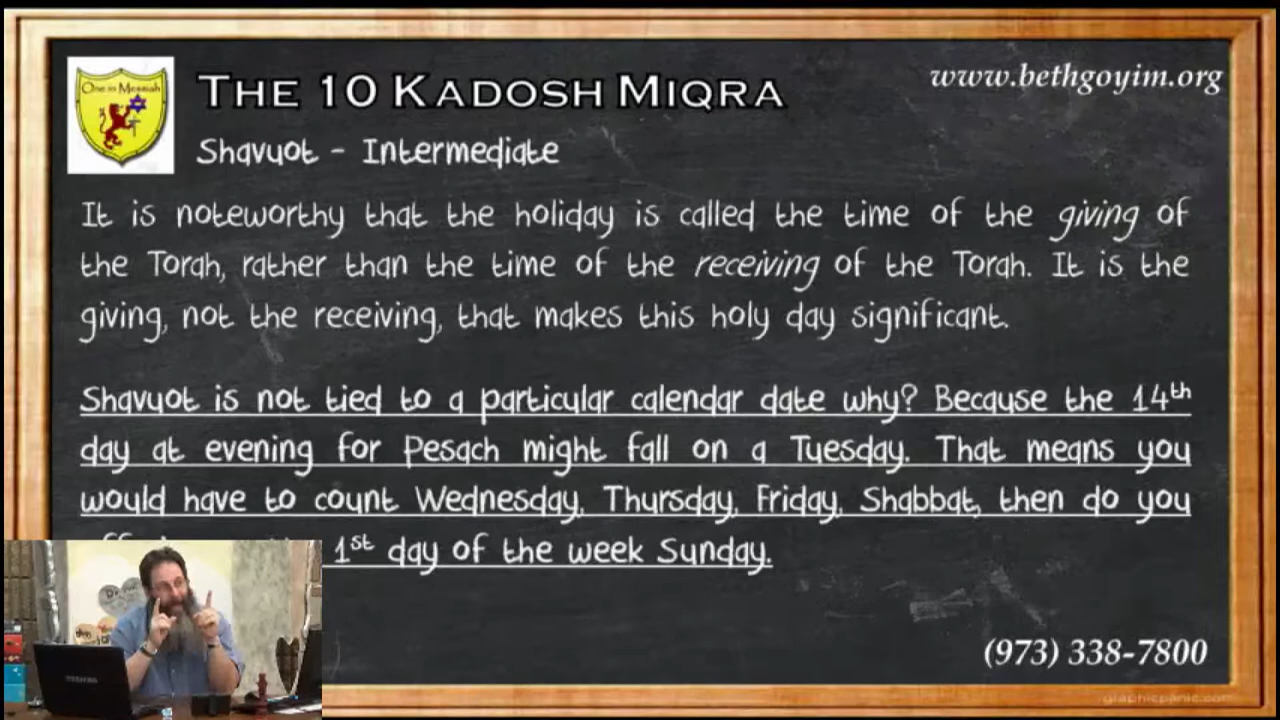 One in Messiah
THE 10 KADOSH MIQRA
www.bethgoyim.org
Shavuot - Intermediate
It is noteworthy that the holiday is called the time of the giving of
the Torah, rather than the time of the receiving of the Torah. It is the
giving, not the receiving, that makes this holy day significant.
Shavuot is not tied to a particular calendar date why? Because the 14th
day at evening for Pesach might fall on a Tuesday. That means you
would have to count Wednesday, Thursday, Friday, Shabbat, then do you
1st day of the week Sunday.
TOSHIBA
(973) 338-7800
graphicpanic.com